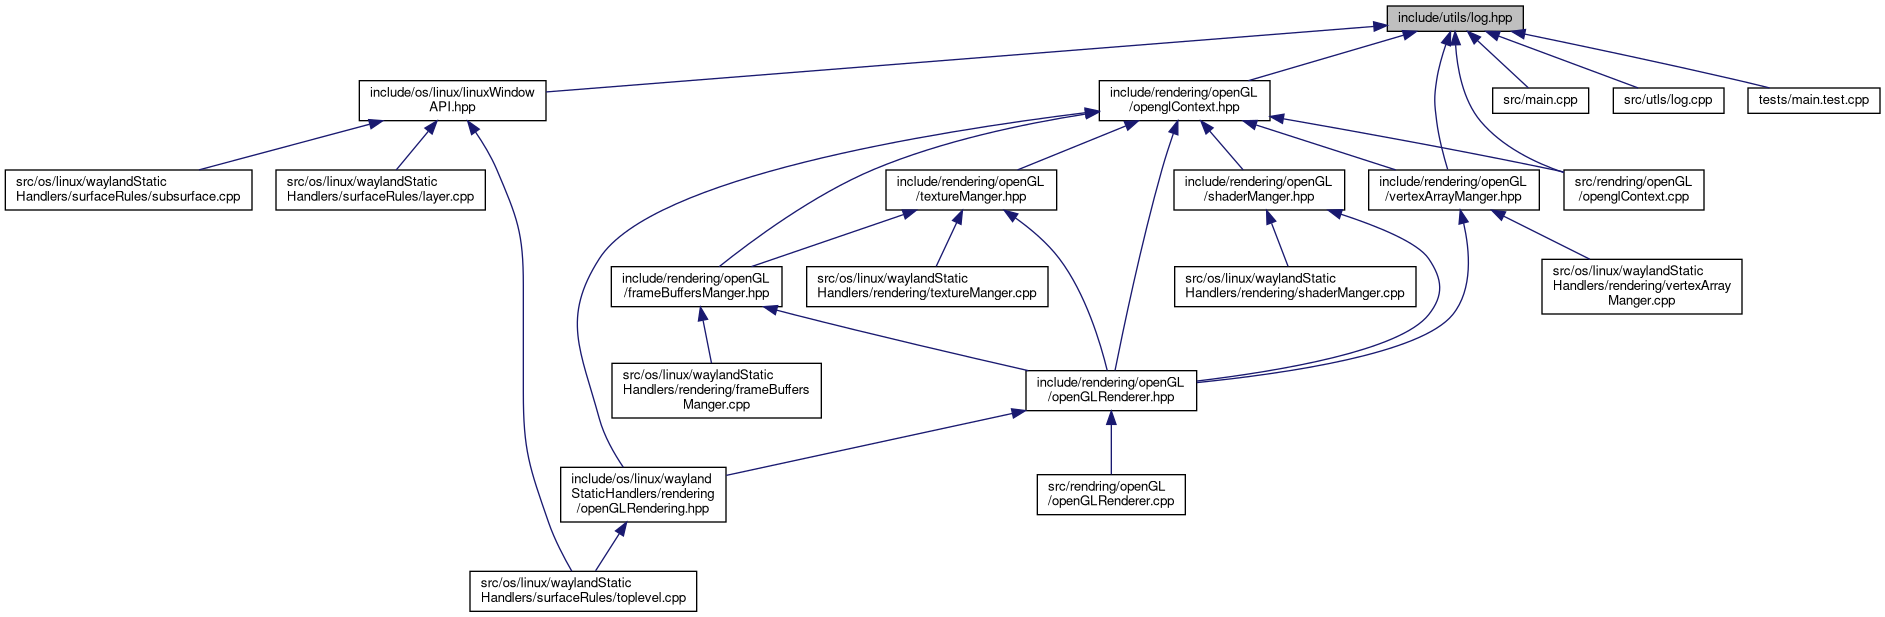 include/utils/log.hpp
include/os/linux/linuxWindow
API.hpp
include/rendering/openGL
/openglContext.hpp
src/main.cpp
src/utls/log.cpp
tests/main.test.cpp
src/os/linux/waylandStatic
Handlers/surfaceRules/subsurface.cpp
src/os/linux/waylandStatic
Handlers/surfaceRules/layer.cpp
include/rendering/openGL
/textureManger.hpp
include/rendering/openGL
/shaderManger.hpp
include/rendering/openGL
/vertexArrayManger.hpp
src/rendring/openGL
/openglContext.cpp
include/rendering/openGL
/frameBuffersManger.hpp
src/os/linux/waylandStatic
Handlers/rendering/textureManger.cpp
src/os/linux/waylandStatic
Handlers/rendering/shaderManger.cpp
src/os/linux/waylandStatic
Handlers/rendering/vertexArray
Manger.cpp
src/os/linux/waylandStatic
Handlers/rendering/frameBuffers
Manger.cpp
include/rendering/openGL
/openGLRenderer.hpp
include/os/linux/wayland
StaticHandlers/rendering
/openGLRendering.hpp
src/rendring/openGL
/openGLRenderer.cpp
src/os/linux/waylandStatic
Handlers/surfaceRules/toplevel.cpp